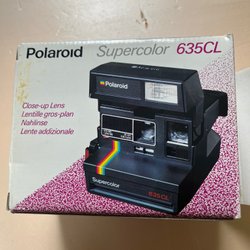 Polaroid Supercolor 635CL
Close-up Lens
Lentille gros-plan
Nahlinse
Lente addizionale
Polaroid
Supercolor
635CL